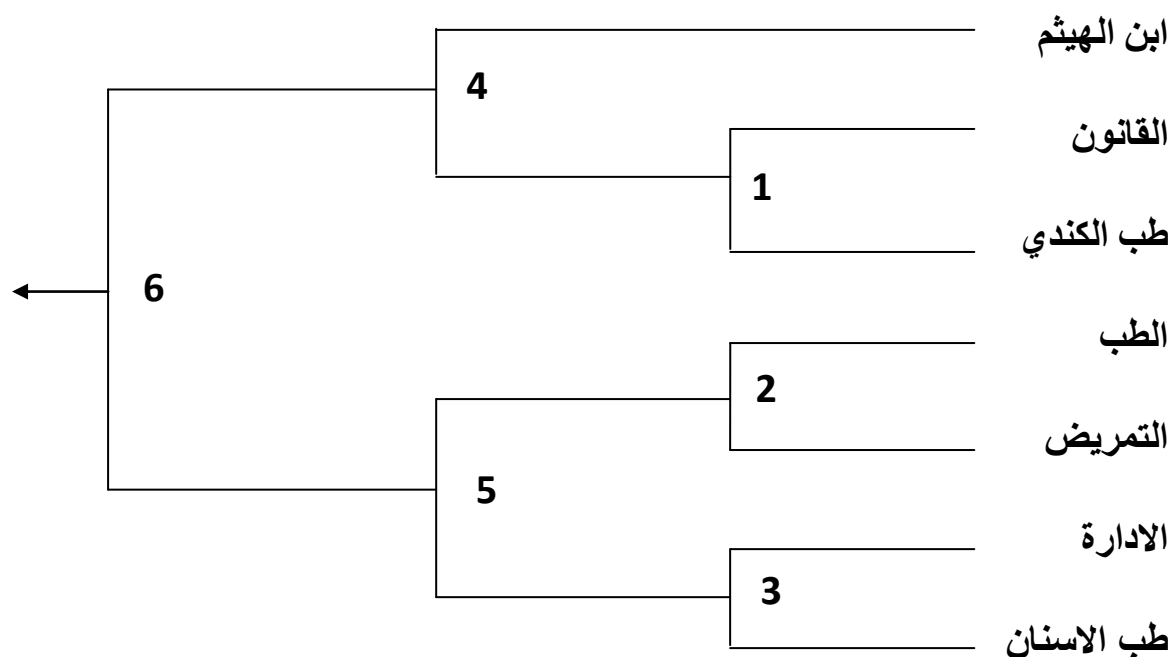 ابن الهيثم
4
القانون
1
طب الكندي
6
الطب
2
التمريض
5
الادارة
3
طب الاسنان